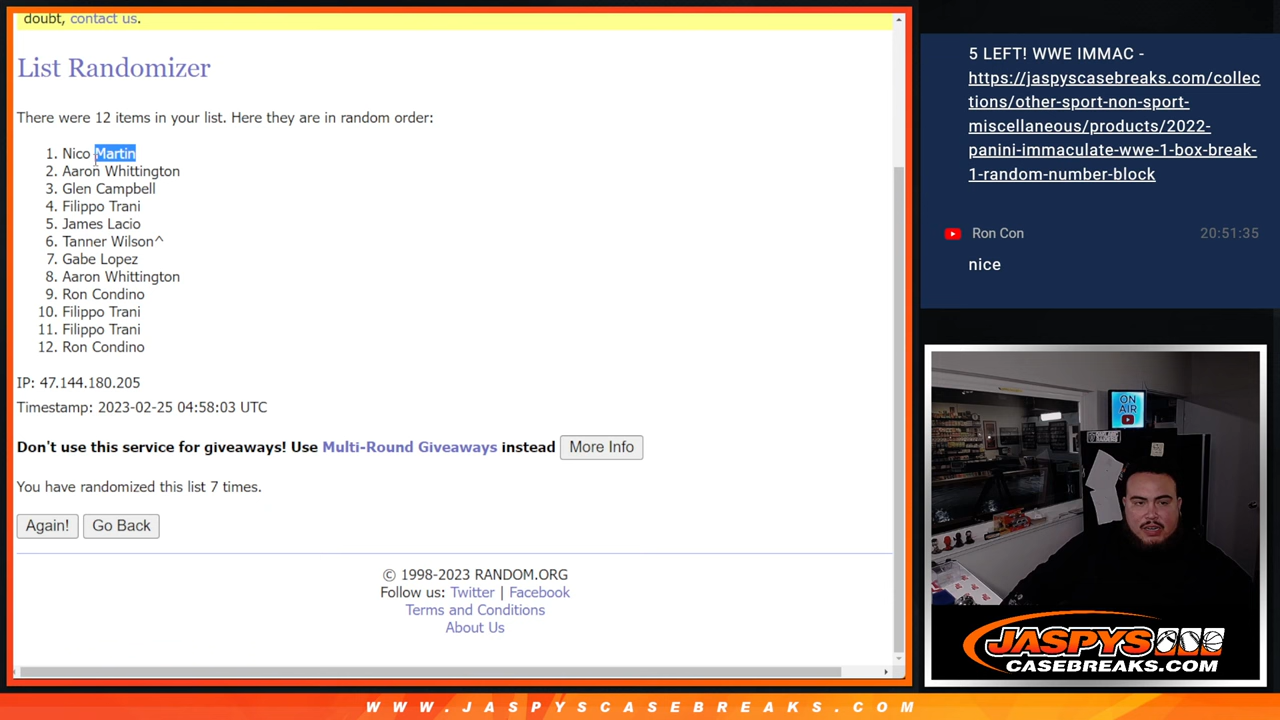 doubt, contact us.
List Randomizer
There were 12 items in your list. Here they are in random order:
1. Nico Martin
2. Aaron Whittington
3. Glen Campbell
4. Filippo Trani
5. James Lacio
6. Tanner Wilson^
7. Gabe Lopez
8. Aaron Whittington
9. Ron Condino
10. Filippo Trani
11. Filippo Trani
12. Ron Condino
IP: 47.144.180.205
Timestamp: 2023-02-25 04:58:03 UTC
Don't use this service for giveaways! Use Multi-Round Giveaways instead More Info
You have randomized this list 7 times.
Again! Go Back
© 1998-2023 RANDOM.ORG
Follow us: Twitter | Facebook
Terms and Conditions
About Us
5 LEFT! WWE IMMAC -
https://jaspyscasebreaks.com/collec
tions/other-sport-non-sport-
miscellaneous/products/2022-
panini-immaculate-wwe-1-box-break-
1-random-number-block
Ron Con 20:51:35
nice
ON
AIR
JASPYS
CASEBREAKS.COM
WWW.JASPYSCASEBREAKS.COM